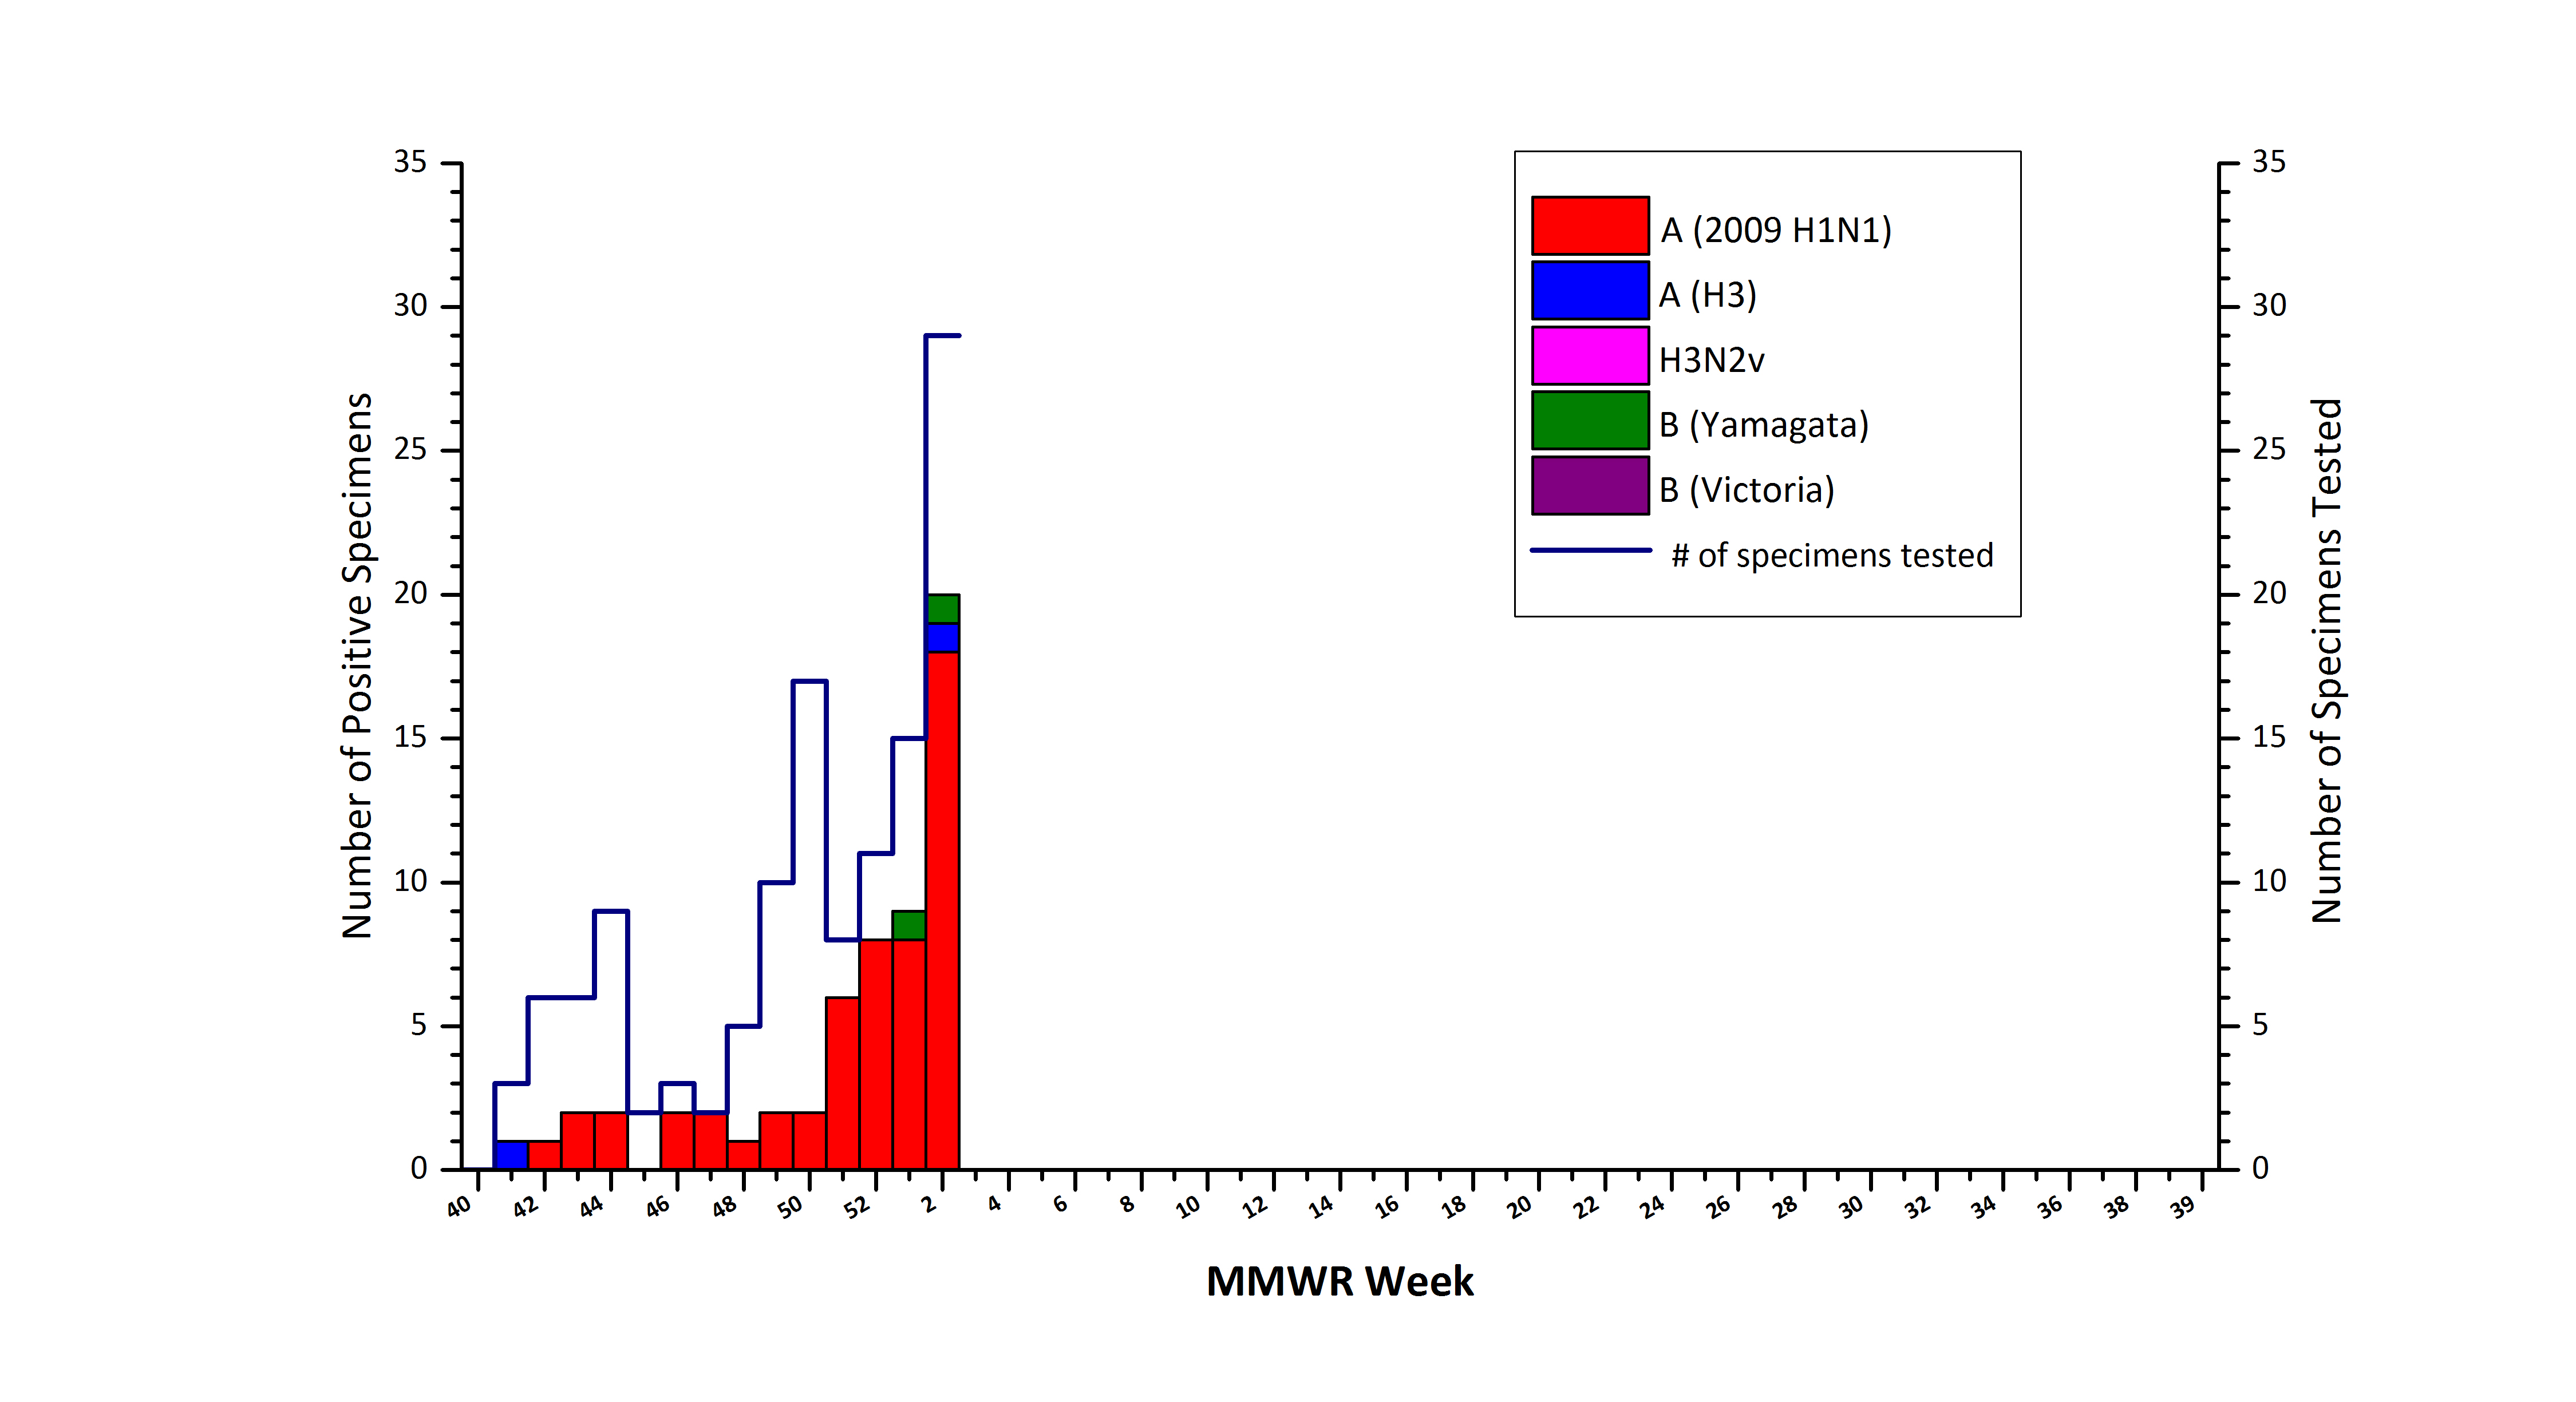 35
30
25
20
15
10
5
0
Number of Positive Specimens
A (2009 H1N1)
A (H3)
H3N2v
B (Yamagata)
B (Victoria)
# of specimens tested
35
30
25
20
15
10
5
0
Number of Specimens Tested
40 42 44 46 48 50 52 2 4 6 8 10 12 14 16 18 20 22 24 26 28 30 32 34 36 38 39
MMWR Week